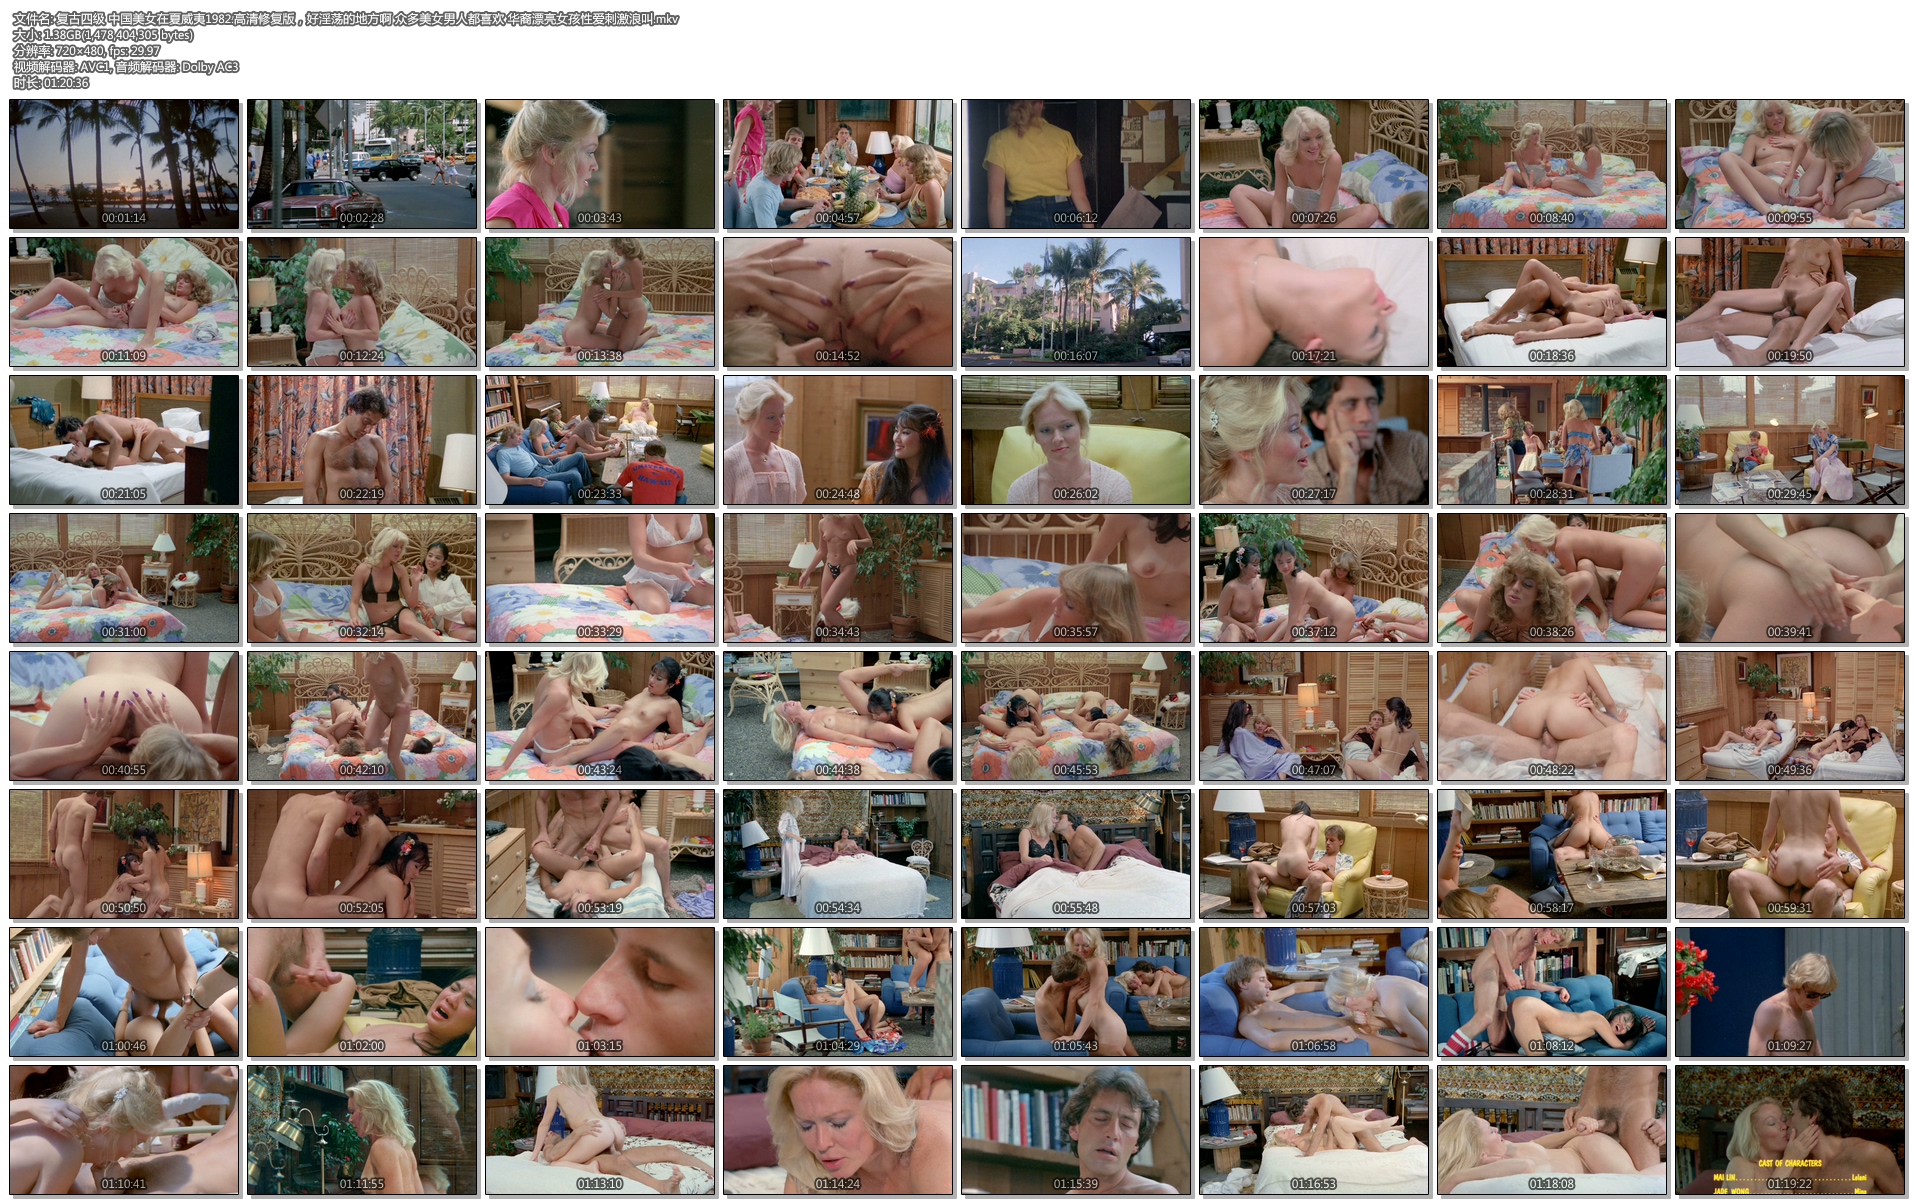 文件名: 复古四级 中国美女在夏威夷1982.高清修复版，好淫荡的地方啊 众多美女男人都喜欢 华裔漂亮女孩性爱刺激浪叫.mkv
大小: 1.38GB(1,478,404,305 bytes)
分辨率: 720×480, fps: 29.97
视频解码器: AVC1, 音频解码器: Dolby AC3
时长: 01:20:36
00:01:14 00:02:28 00:03:43 00:04:57 00:06:12 00:07:26 00:08:40 00:09:55
00:11:09 00:12:24 00:13:38 00:14:52 00:16:07 00:17:21 00:18:36 00:19:50
00:21:05 00:22:19 00:23:33 00:24:48 00:26:02 00:27:17 00:28:31 00:29:45
00:31:00 00:32:14 00:33:29 00:34:43 00:35:57 00:37:12 00:38:26 00:39:41
00:40:55 00:42:10 00:43:24 00:44:38 00:45:53 00:47:07 00:48:22 00:49:36
00:50:50 00:52:05 00:53:19 00:54:34 00:55:48 00:57:03 00:58:17 00:59:31
01:00:46 01:02:00 01:03:15 01:04:29 01:05:43 01:06:58 01:08:12 01:09:27
CAST OF CHARACTERS
MAI LIN Lelani
JADE WONG
01:10:41 01:11:55 01:13:10 01:14:24 01:15:39 01:16:53 01:18:08 01:19:22